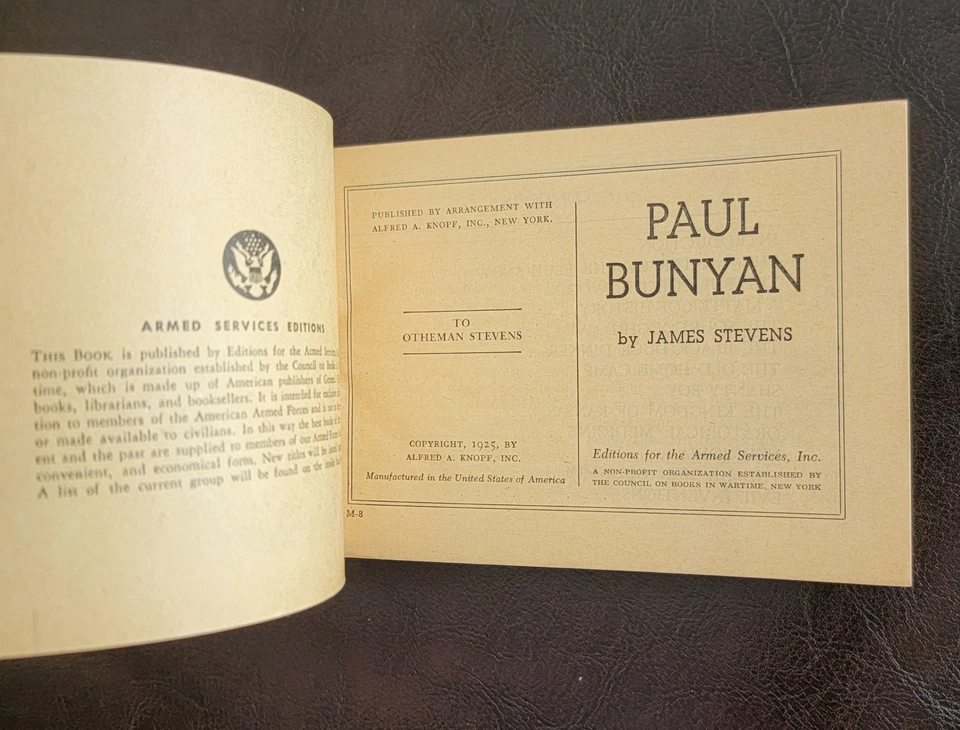 ARMED SERVICES EDITIONS
THIS BOOK is published by Editions for the Armed Services,
non-profit organization established by the Council on Books
time, which is made up of American publishers of General
books, librarians, and booksellers. It is intended for
tion to members of the American Armed Forces and is not
or made available to civilians. In this way the best books
ent and the past are supplied to members of our Armed
convenient, and economical form. New titles will be
A list of the current group will be found on the inside
PUBLISHED BY ARRANGEMENT WITH
ALFRED A. KNOPF, INC., NEW YORK.
TO
OTHEMAN STEVENS
COPYRIGHT, 1925, BY
ALFRED A. KNOPF, INC.
Manufactured in the United States of America
M-8
PAUL
BUNYAN
by JAMES STEVENS
Editions for the Armed Services, Inc.
A NON-PROFIT ORGANIZATION ESTABLISHED BY
THE COUNCIL ON BOOKS IN WARTIME, NEW YORK